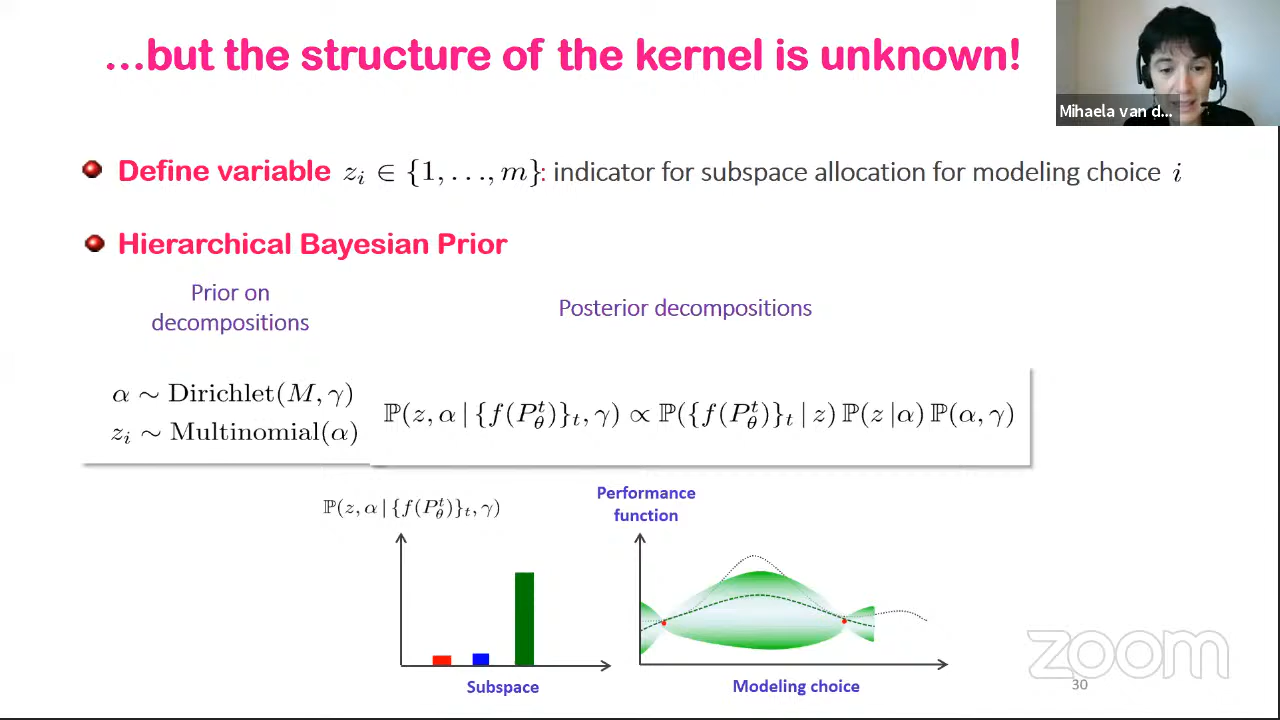 ...but the structure of the kernel is unknown!
Mihaela van d...
Define variable z_i ∈ {1, . . . , m}: indicator for subspace allocation for modeling choice i
Hierarchical Bayesian Prior
Prior on
decompositions
Posterior decompositions
α ∼ Dirichlet(M, γ)
z_i ∼ Multinomial(α)
ℙ(z, α | {f(P_θ^t)}_t, γ) ∝ ℙ({f(P_θ^t)}_t | z) ℙ(z |α) ℙ(α, γ)
ℙ(z, α | {f(P_θ^t)}_t, γ)
Performance
function
Subspace
Modeling choice
zoom
30